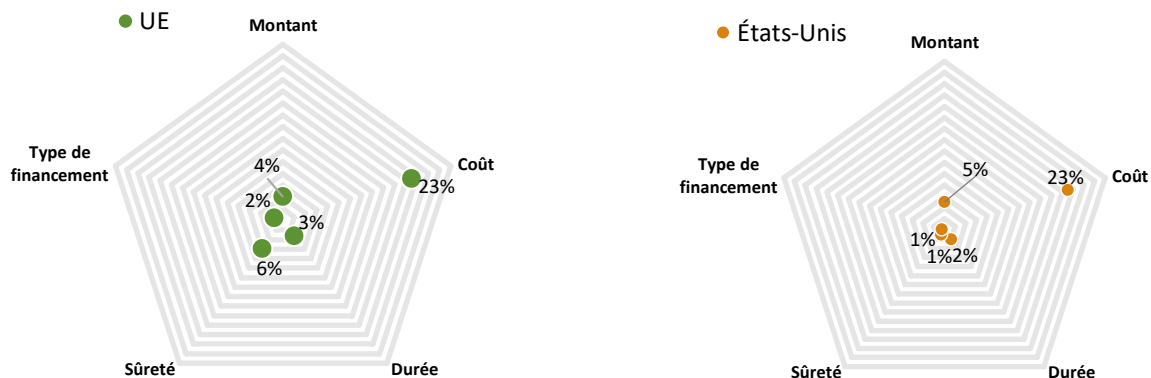 UE
Montant
4%
Type de
financement
2%
Coût
23%
3%
6%
Sûreté
Durée
États-Unis
Montant
5%
23%
Type de
financement
Coût
1%
1%
2%
Sûreté
Durée